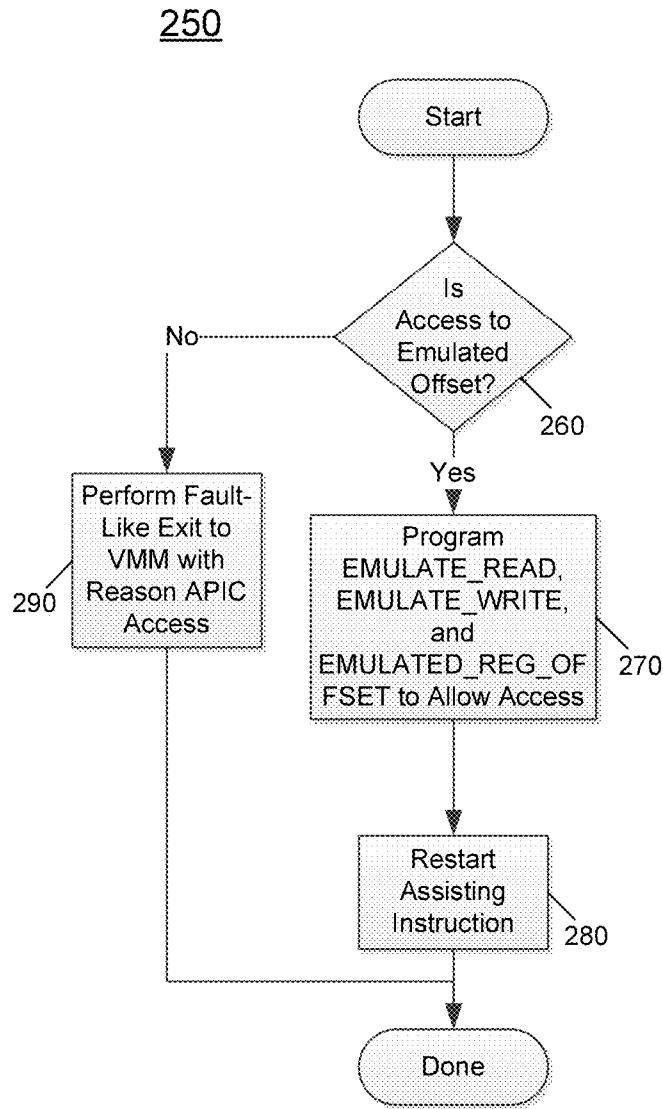 250
Start
Is
Access to
Emulated
Offset?
260
No
Yes
Perform Fault-
Like Exit to
VMM with
Reason APIC
Access
290
Program
EMULATE_READ,
EMULATE_WRITE,
and
EMULATED_REG_OF
FSET to Allow Access
270
Restart
Assisting
Instruction
280
Done